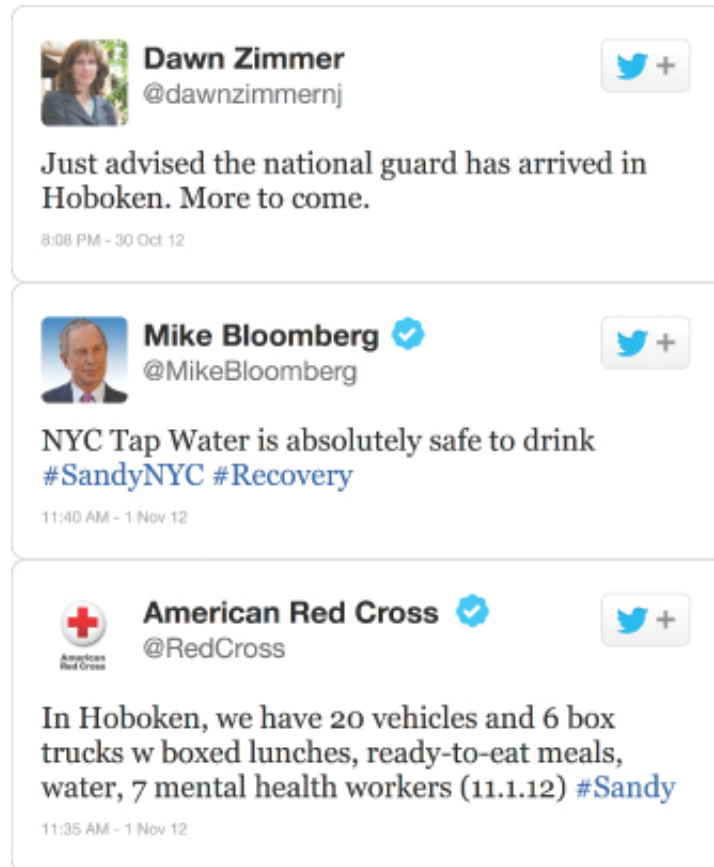 Dawn Zimmer
@dawnzimmernj
+
Just advised the national guard has arrived in
Hoboken. More to come.
8:08 PM - 30 Oct 12
Mike Bloomberg
@MikeBloomberg
+
NYC Tap Water is absolutely safe to drink
#SandyNYC #Recovery
11:40 AM - 1 Nov 12
American Red Cross
@RedCross
+
American
Red Cross
In Hoboken, we have 20 vehicles and 6 box
trucks w boxed lunches, ready-to-eat meals,
water, 7 mental health workers (11.1.12) #Sandy
11:35 AM - 1 Nov 12